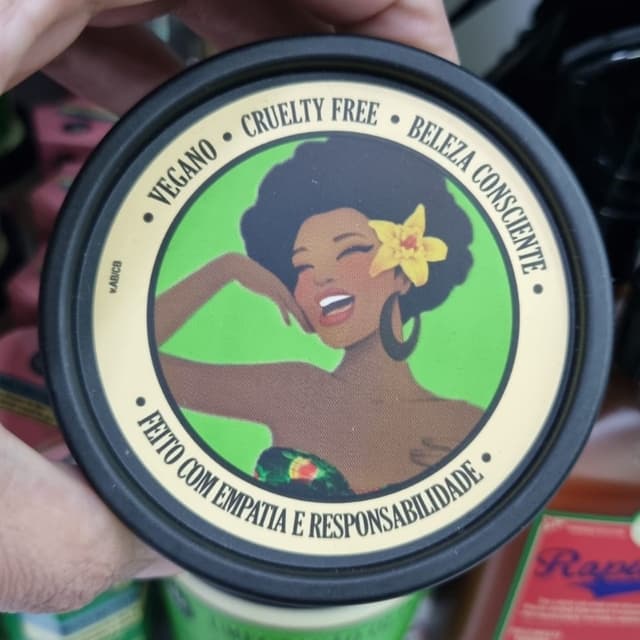 • VEGANO • CRUELTY FREE • BELEZA CONSCIENTE •
• FEITO COM EMPATIA E RESPONSABILIDADE •